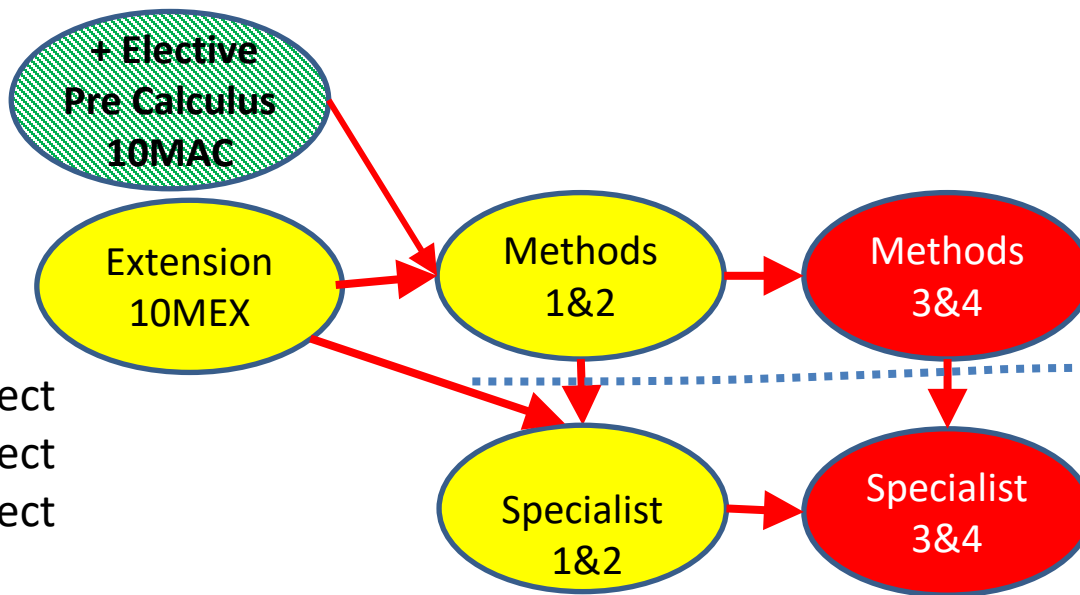 + Elective
Pre Calculus
10MAC
Extension
10MEX
Methods
1&2
Methods
3&4
ect
ect
ect
Specialist
1&2
Specialist
3&4